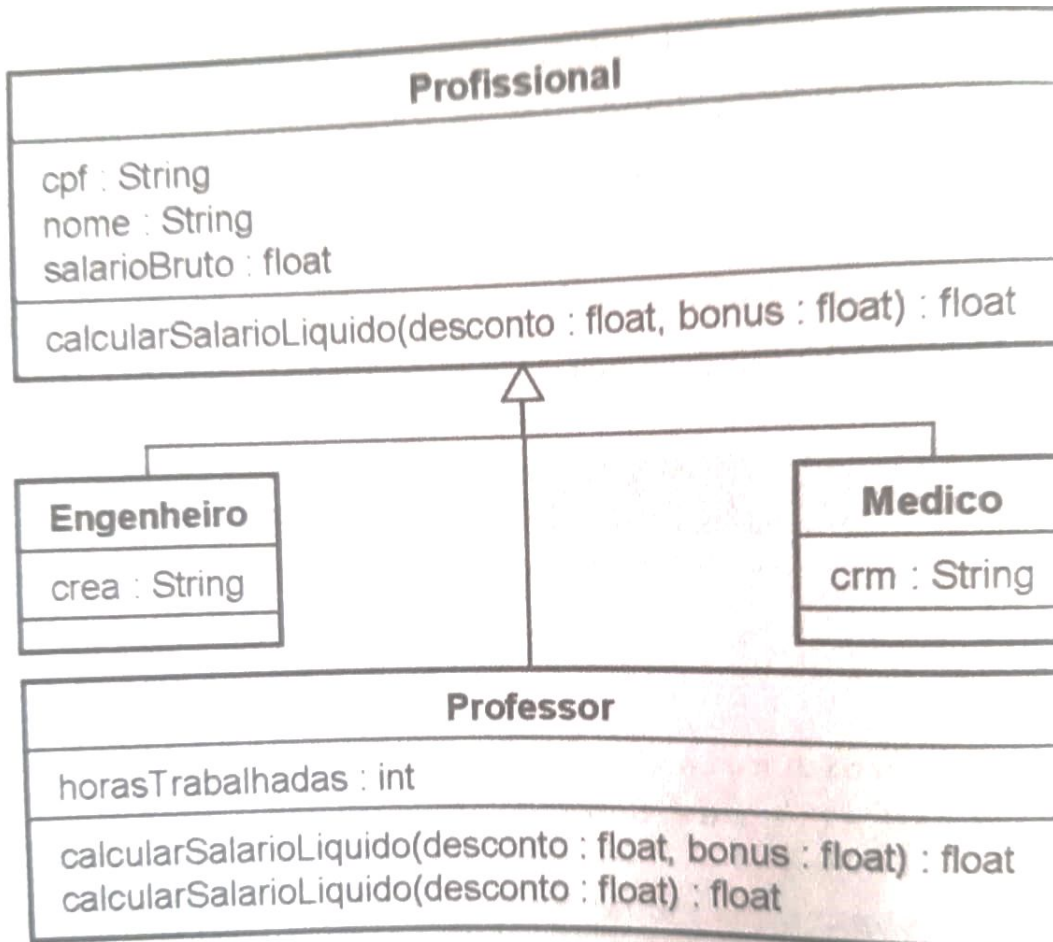 Profissional
cpf : String
nome : String
salarioBruto : float
calcularSalarioLiquido(desconto : float, bonus : float) : float
Engenheiro
crea : String
Medico
crm : String
Professor
horasTrabalhadas : int
calcularSalarioLiquido(desconto : float, bonus : float) : float
calcularSalarioLiquido(desconto : float) : float